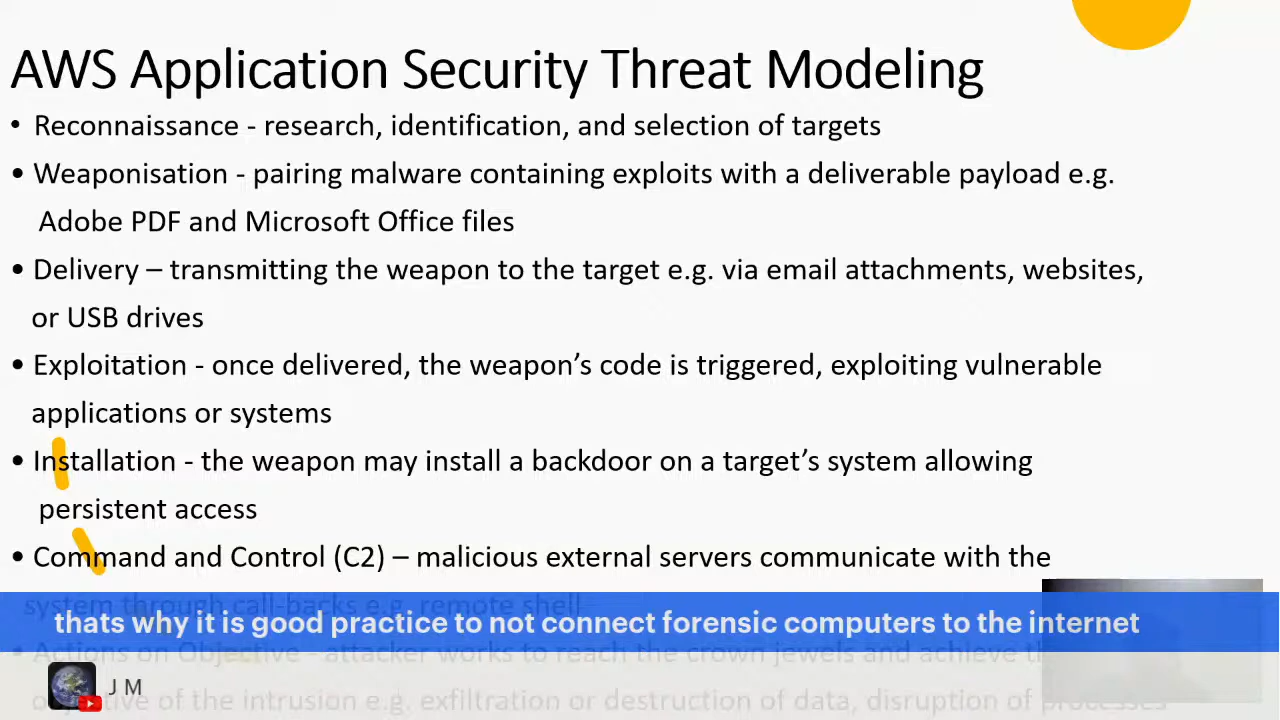 AWS Application Security Threat Modeling
• Reconnaissance - research, identification, and selection of targets
• Weaponisation - pairing malware containing exploits with a deliverable payload e.g.
Adobe PDF and Microsoft Office files
• Delivery – transmitting the weapon to the target e.g. via email attachments, websites,
or USB drives
• Exploitation - once delivered, the weapon’s code is triggered, exploiting vulnerable
applications or systems
• Installation - the weapon may install a backdoor on a target’s system allowing
persistent access
• Command and Control (C2) – malicious external servers communicate with the
system through call-backs e.g. remote shell
thats why it is good practice to not connect forensic computers to the internet
• Actions on Objective - attacker works to reach the crown jewels and achieve
J M
objective of the intrusion e.g. exfiltration or destruction of data, disruption of processes